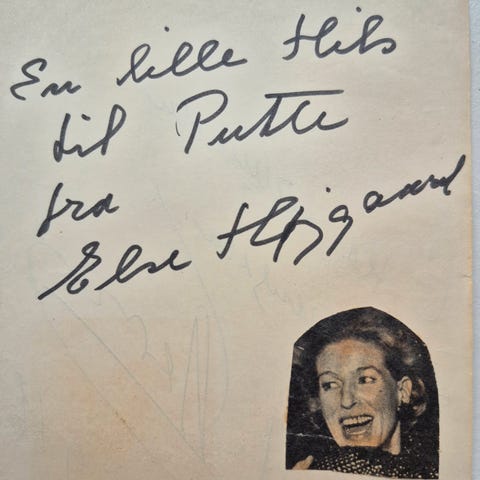 En lille Hils
til Putte
fra
Else Højgaard